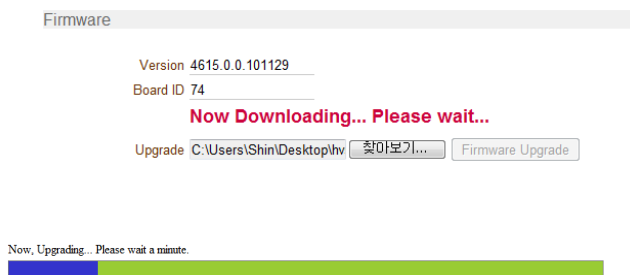 Firmware
Version 4615.0.0.101129
Board ID 74
Now Downloading... Please wait...
Upgrade C:\Users\Shin\Desktop\hv 찾아보기... Firmware Upgrade
Now, Upgrading... Please wait a minute.